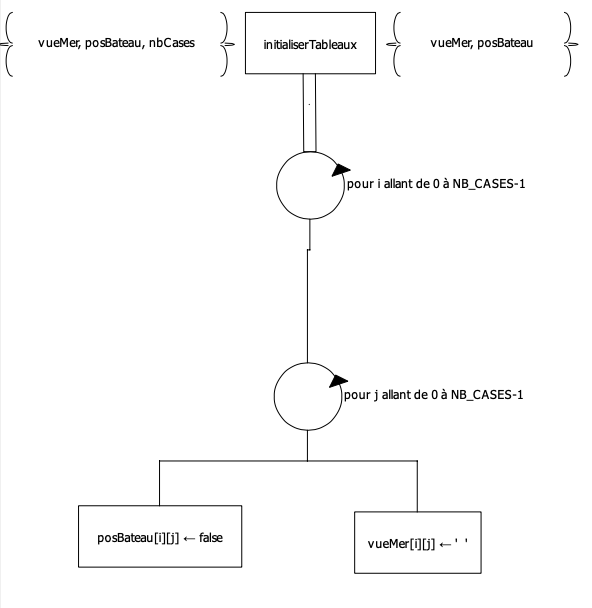 vueMer, posBateau, nbCases
initialiserTableaux
vueMer, posBateau
pour i allant de 0 à NB_CASES-1
pour j allant de 0 à NB_CASES-1
posBateau[i][j] ← false
vueMer[i][j] ← ' '